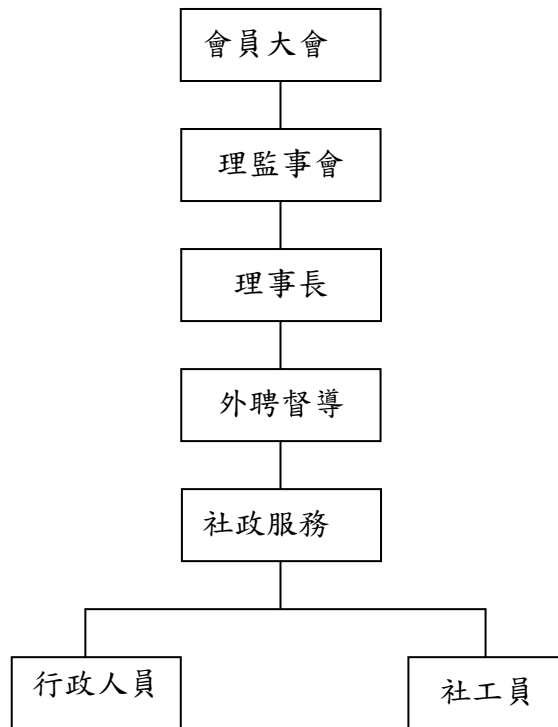 會員大會
理監事會
理事長
外聘督導
社政服務
行政人員
社工員